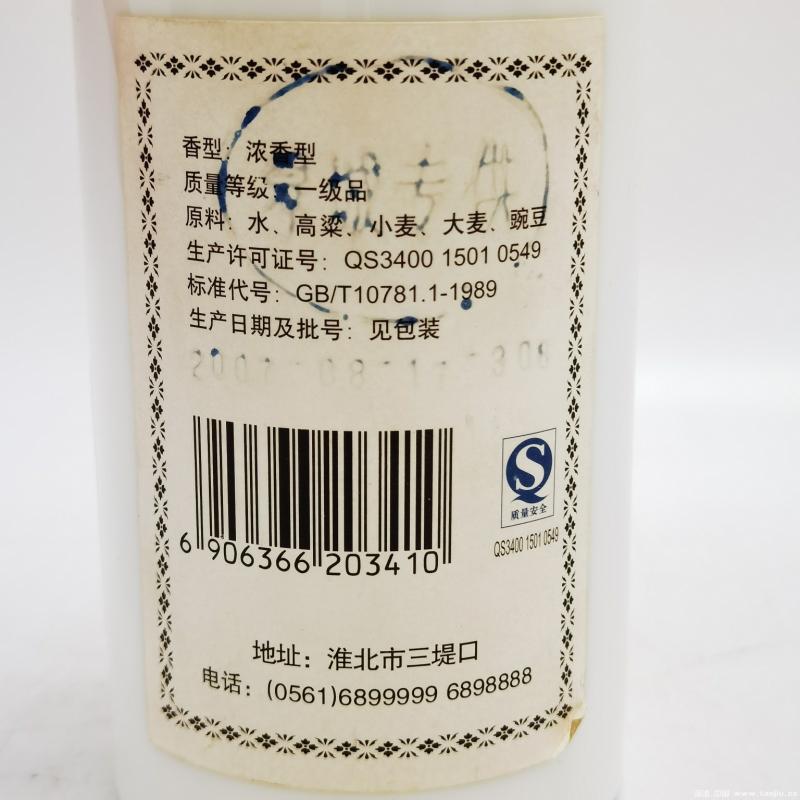 香型：浓香型
质量等级：一级品
原料：水、高粱、小麦、大麦、豌豆
生产许可证号：QS3400 1501 0549
标准代号：GB/T10781.1-1989
生产日期及批号：见包装
6 906366 203410
质量安全
QS3400 1501 0549
地址：淮北市三堤口
电话：(0561)6899999 6898888